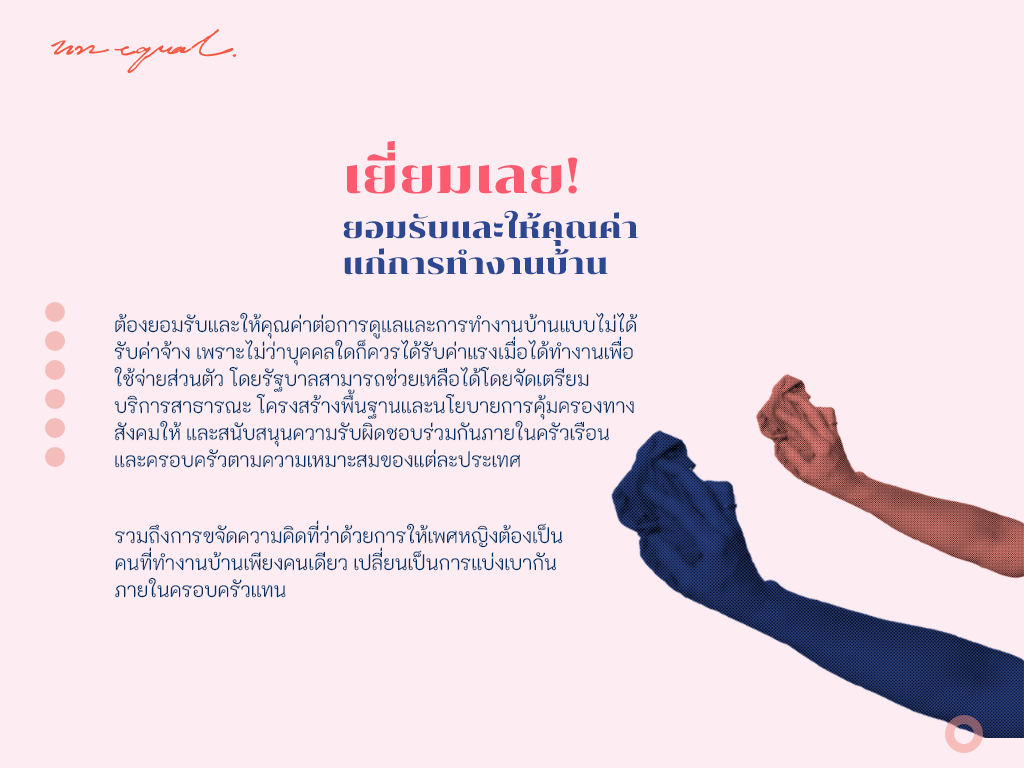 เยี่ยมเลย!
ยอมรับและให้คุณค่า
แก่การทำงานบ้าน
ต้องยอมรับและให้คุณค่าต่อการดูแลและการทำงานบ้านแบบไม่ได้
รับค่าจ้าง เพราะไม่ว่าบุคคลใดก็ควรได้รับค่าแรงเมื่อได้ทำงานเพื่อ
ใช้จ่ายส่วนตัว โดยรัฐบาลสามารถช่วยเหลือได้โดยจัดเตรียม
บริการสาธารณะ โครงสร้างพื้นฐานและนโยบายการคุ้มครองทาง
สังคมให้ และสนับสนุนความรับผิดชอบร่วมกันภายในครัวเรือน
และครอบครัวตามความเหมาะสมของแต่ละประเทศ
รวมถึงการขจัดความคิดที่ว่าด้วยการให้เพศหญิงต้องเป็น
คนที่ทำงานบ้านเพียงคนเดียว เปลี่ยนเป็นการแบ่งเบากัน
ภายในครอบครัวแทน